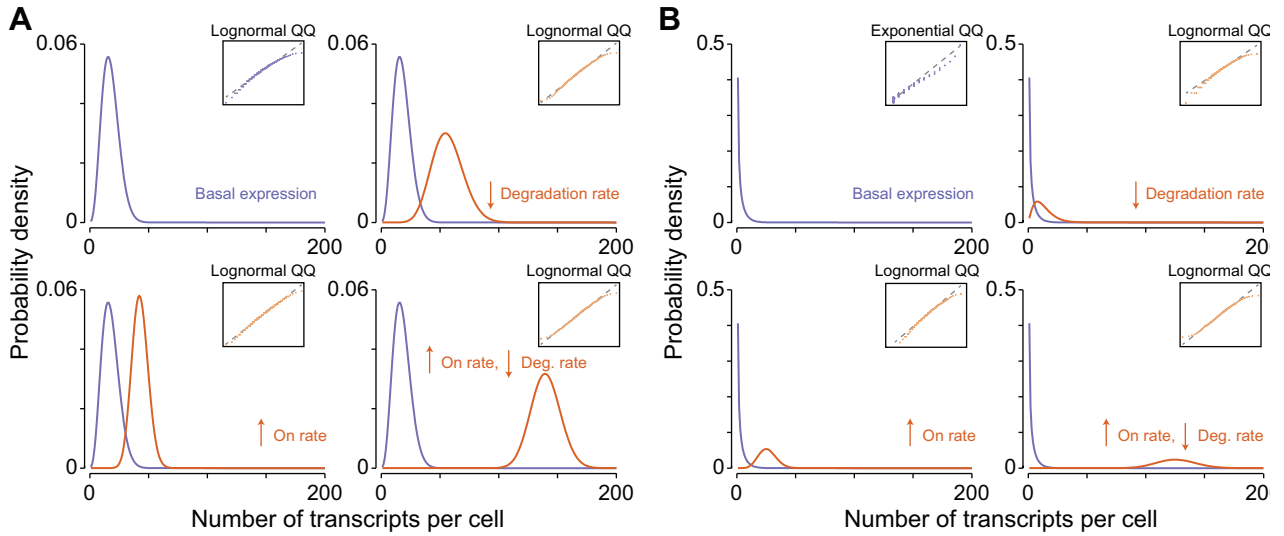 A
B
Probability density
Lognormal QQ
0.06
Basal expression
0
0
200
Lognormal QQ
0.06
↓ Degradation rate
0
0
200
Lognormal QQ
0.06
↑ On rate
0
0
200
Lognormal QQ
0.06
↑ On rate, ↓ Deg. rate
0
0
200
Number of transcripts per cell
Probability density
Exponential QQ
0.5
Basal expression
0
0
200
Lognormal QQ
0.5
↓ Degradation rate
0
0
200
Lognormal QQ
0.5
↑ On rate
0
0
200
Lognormal QQ
0.5
↑ On rate, ↓ Deg. rate
0
0
200
Number of transcripts per cell